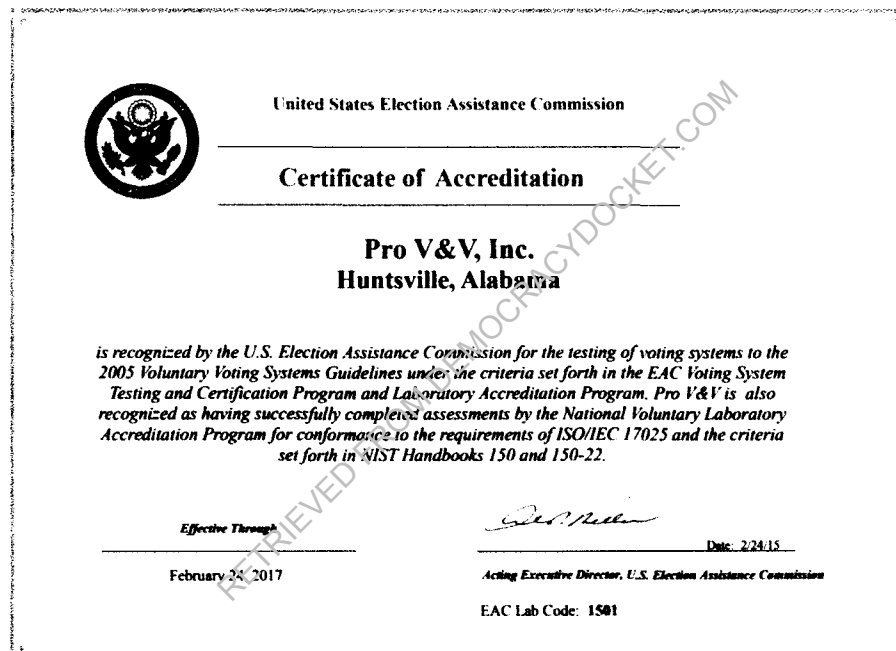 United States Election Assistance Commission
Certificate of Accreditation
Pro V&V, Inc.
Huntsville, Alabama
is recognized by the U.S. Election Assistance Commission for the testing of voting systems to the
2005 Voluntary Voting Systems Guidelines under the criteria set forth in the EAC Voting System
Testing and Certification Program and Laboratory Accreditation Program. Pro V&V is also
recognized as having successfully completed assessments by the National Voluntary Laboratory
Accreditation Program for conformance to the requirements of ISO/IEC 17025 and the criteria
set forth in NIST Handbooks 150 and 150-22.
Effective Through
February 24, 2017
Date: 2/24/15
Acting Executive Director, U.S. Election Assistance Commission
EAC Lab Code: 1501
RETRIEVED FROM DEMOCRACYDOCKET.COM